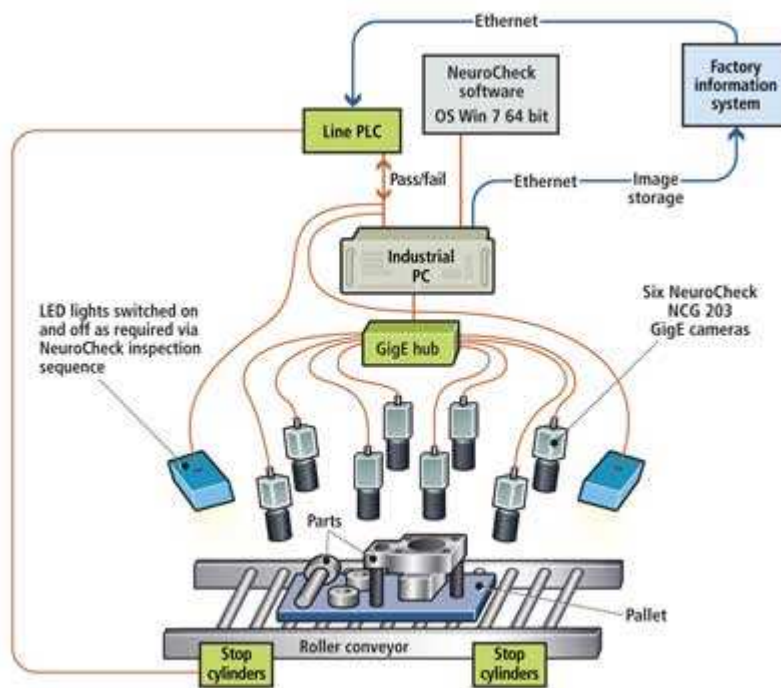 Ethernet
NeuroCheck
software
OS Win 7 64 bit
Factory
information
system
Line PLC
Pass/fail
Ethernet
Image
storage
Industrial
PC
LED lights switched on
and off as required via
NeuroCheck inspection
sequence
Six NeuroCheck
NCG 203
GigE cameras
GigE hub
Parts
Pallet
Roller conveyor
Stop
cylinders
Stop
cylinders